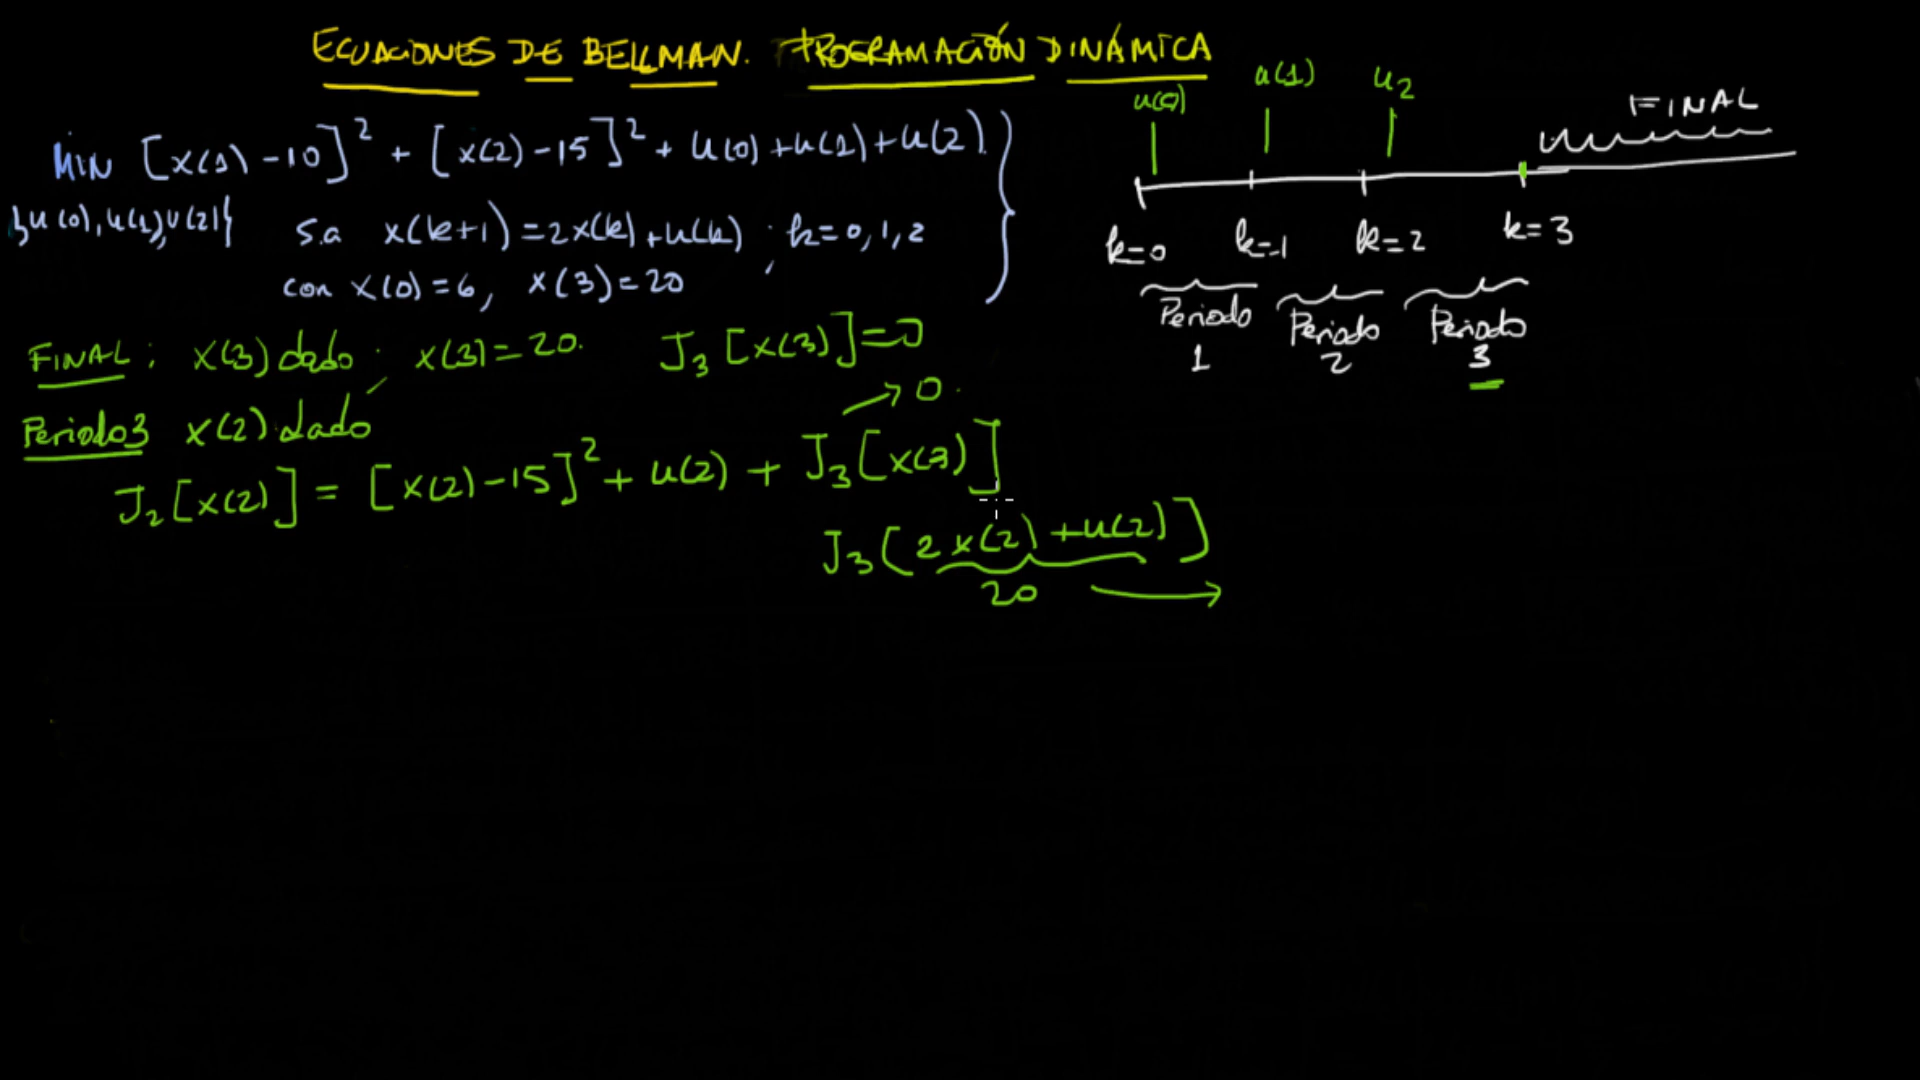 ECUACIONES DE BELLMAN. PROGRAMACIÓN DINÁMICA
MIN [x(1) - 10]² + [x(2) - 15]² + u(0) + u(1) + u(2)
{u(0), u(1), u(2)} s.a x(k+1) = 2x(k) + u(k) ; k = 0, 1, 2
con x(0) = 6, x(3) = 20
u(0) u(1) u2 FINAL
k=0 k=1 k=2 k=3
Periodo 1
Periodo 2
Periodo 3
FINAL: x(3) dado ; x(3) = 20. J₃[x(3)] = 0
→ 0.
Periodo 3 x(2) dado
J₂[x(2)] = [x(2) - 15]² + u(2) + J₃[x(3)]
J₃(2x(2) + u(2)]
20 →